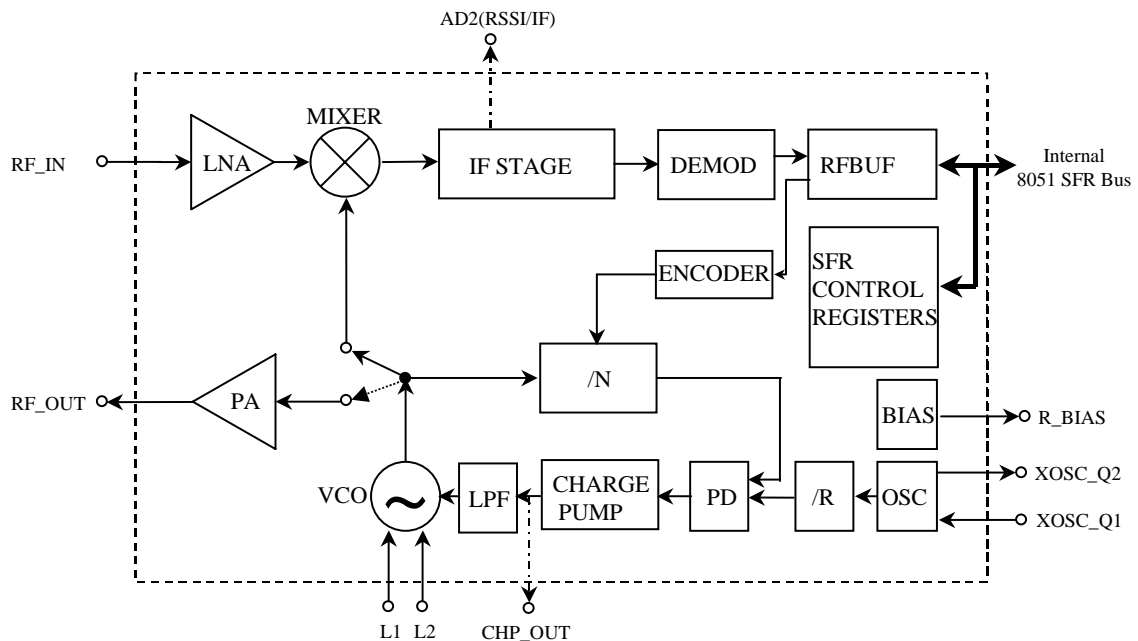 AD2(RSSI/IF)
MIXER
RF_IN
LNA
IF STAGE
DEMOD
RFBUF
Internal
8051 SFR Bus
ENCODER
SFR
CONTROL
REGISTERS
/N
RF_OUT
PA
BIAS
R_BIAS
VCO
~
LPF
CHARGE
PUMP
PD
/R
OSC
XOSC_Q2
XOSC_Q1
L1
L2
CHP_OUT